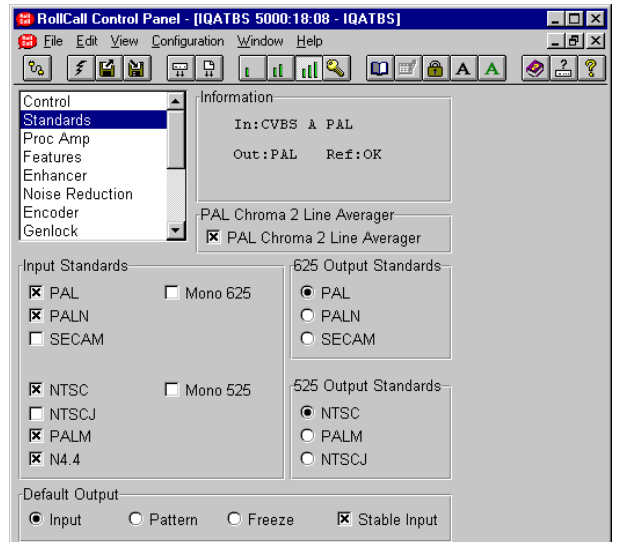 RollCall Control Panel - [IQATBS 5000:18:08 - IQATBS]
File Edit View Configuration Window Help
A A
Control
Standards
Proc Amp
Features
Enhancer
Noise Reduction
Encoder
Genlock
Information
In:CVBS A PAL
Out:PAL Ref:OK
PAL Chroma 2 Line Averager
PAL Chroma 2 Line Averager
Input Standards
PAL Mono 625
PALN
SECAM
NTSC Mono 525
NTSCJ
PALM
N4.4
625 Output Standards
PAL
PALN
SECAM
525 Output Standards
NTSC
PALM
NTSCJ
Default Output
Input Pattern Freeze Stable Input